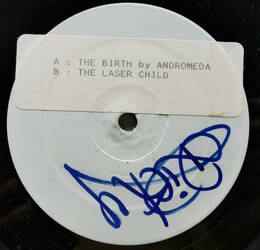 A : THE BIRTH by ANDROMEDA
B : THE LASER CHILD